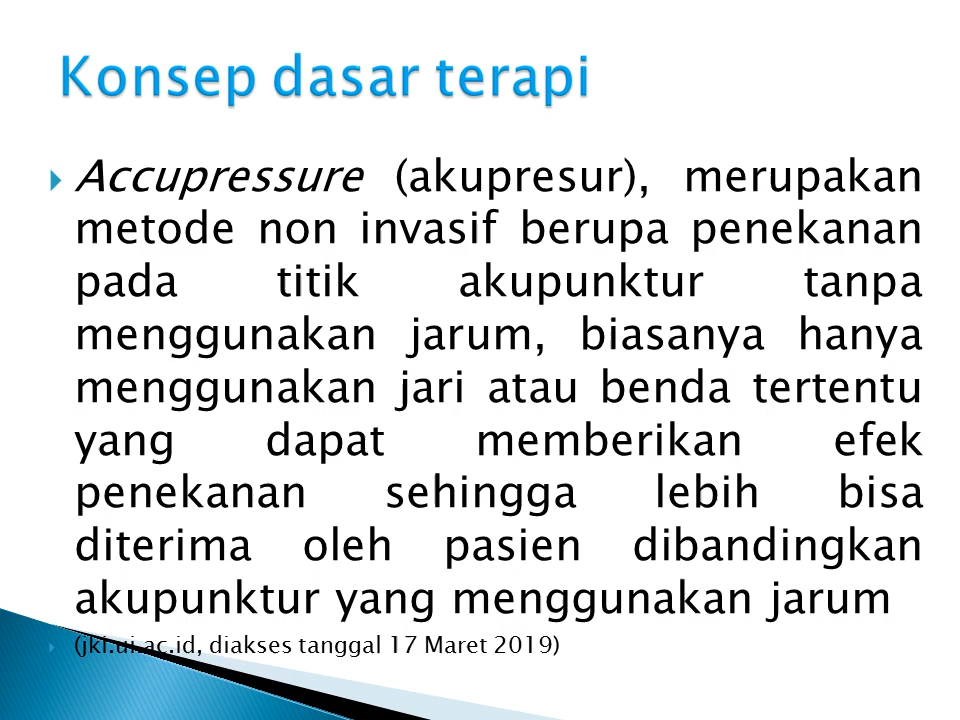 Konsep dasar terapi
Accupressure (akupresur), merupakan
metode non invasif berupa penekanan
pada titik akupunktur tanpa
menggunakan jarum, biasanya hanya
menggunakan jari atau benda tertentu
yang dapat memberikan efek
penekanan sehingga lebih bisa
diterima oleh pasien dibandingkan
akupunktur yang menggunakan jarum
(jki.ui.ac.id, diakses tanggal 17 Maret 2019)